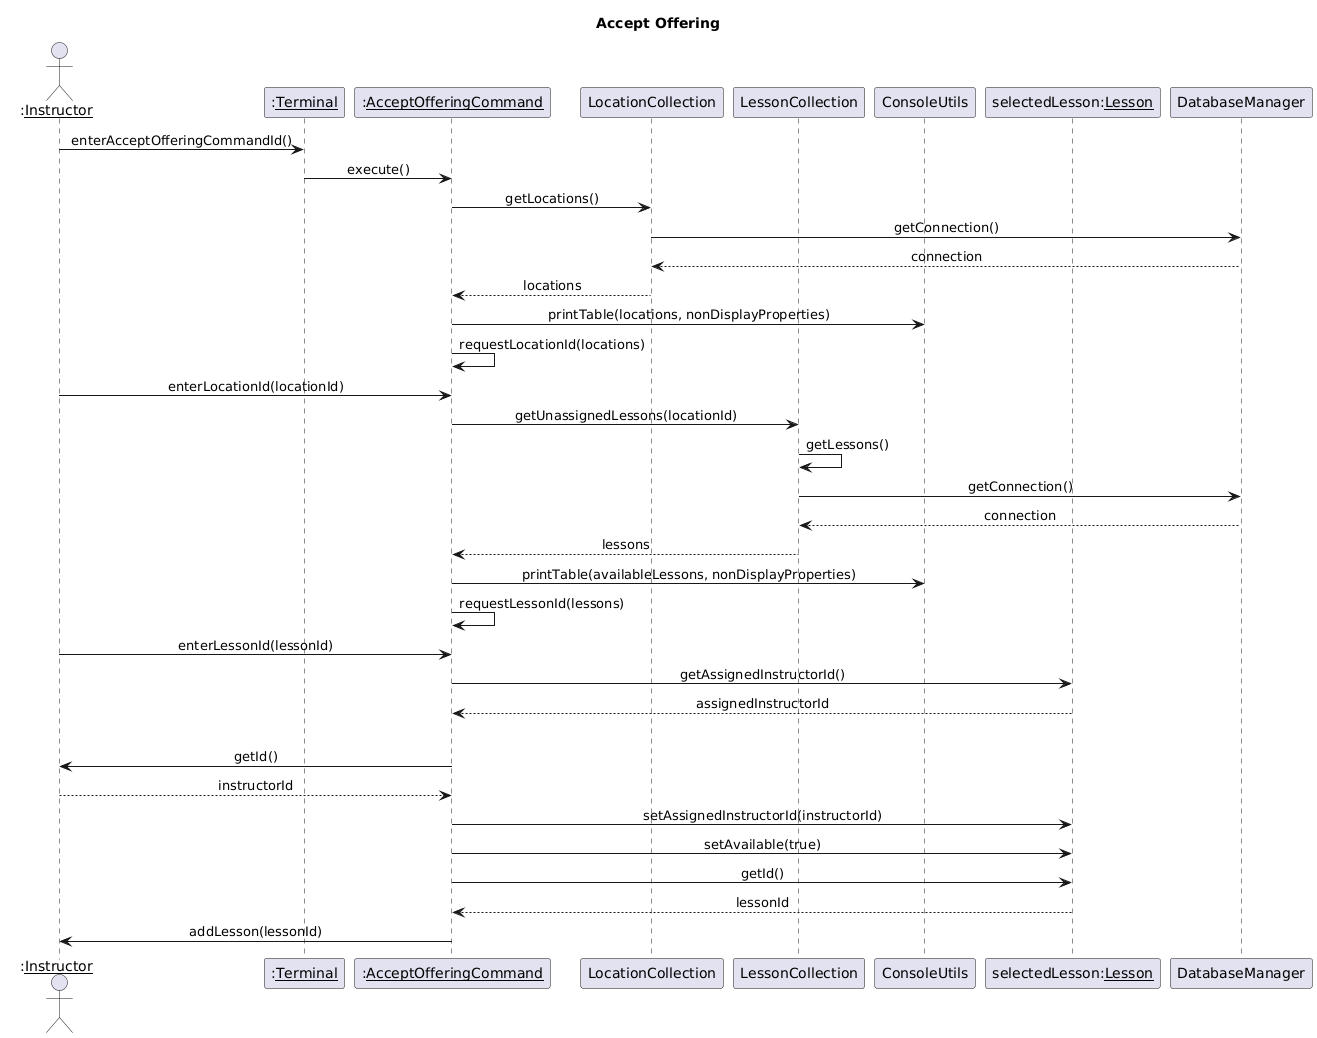 Accept Offering
:Instructor
:Terminal
:AcceptOfferingCommand
LocationCollection
LessonCollection
ConsoleUtils
selectedLesson:Lesson
DatabaseManager
enterAcceptOfferingCommandId()
execute()
getLocations()
getConnection()
connection
locations
printTable(locations, nonDisplayProperties)
requestLocationId(locations)
enterLocationId(locationId)
getUnassignedLessons(locationId)
getLessons()
getConnection()
connection
lessons
printTable(availableLessons, nonDisplayProperties)
requestLessonId(lessons)
enterLessonId(lessonId)
getAssignedInstructorId()
assignedInstructorId
getId()
instructorId
setAssignedInstructorId(instructorId)
setAvailable(true)
getId()
lessonId
addLesson(lessonId)
:Instructor
:Terminal
:AcceptOfferingCommand
LocationCollection
LessonCollection
ConsoleUtils
selectedLesson:Lesson
DatabaseManager